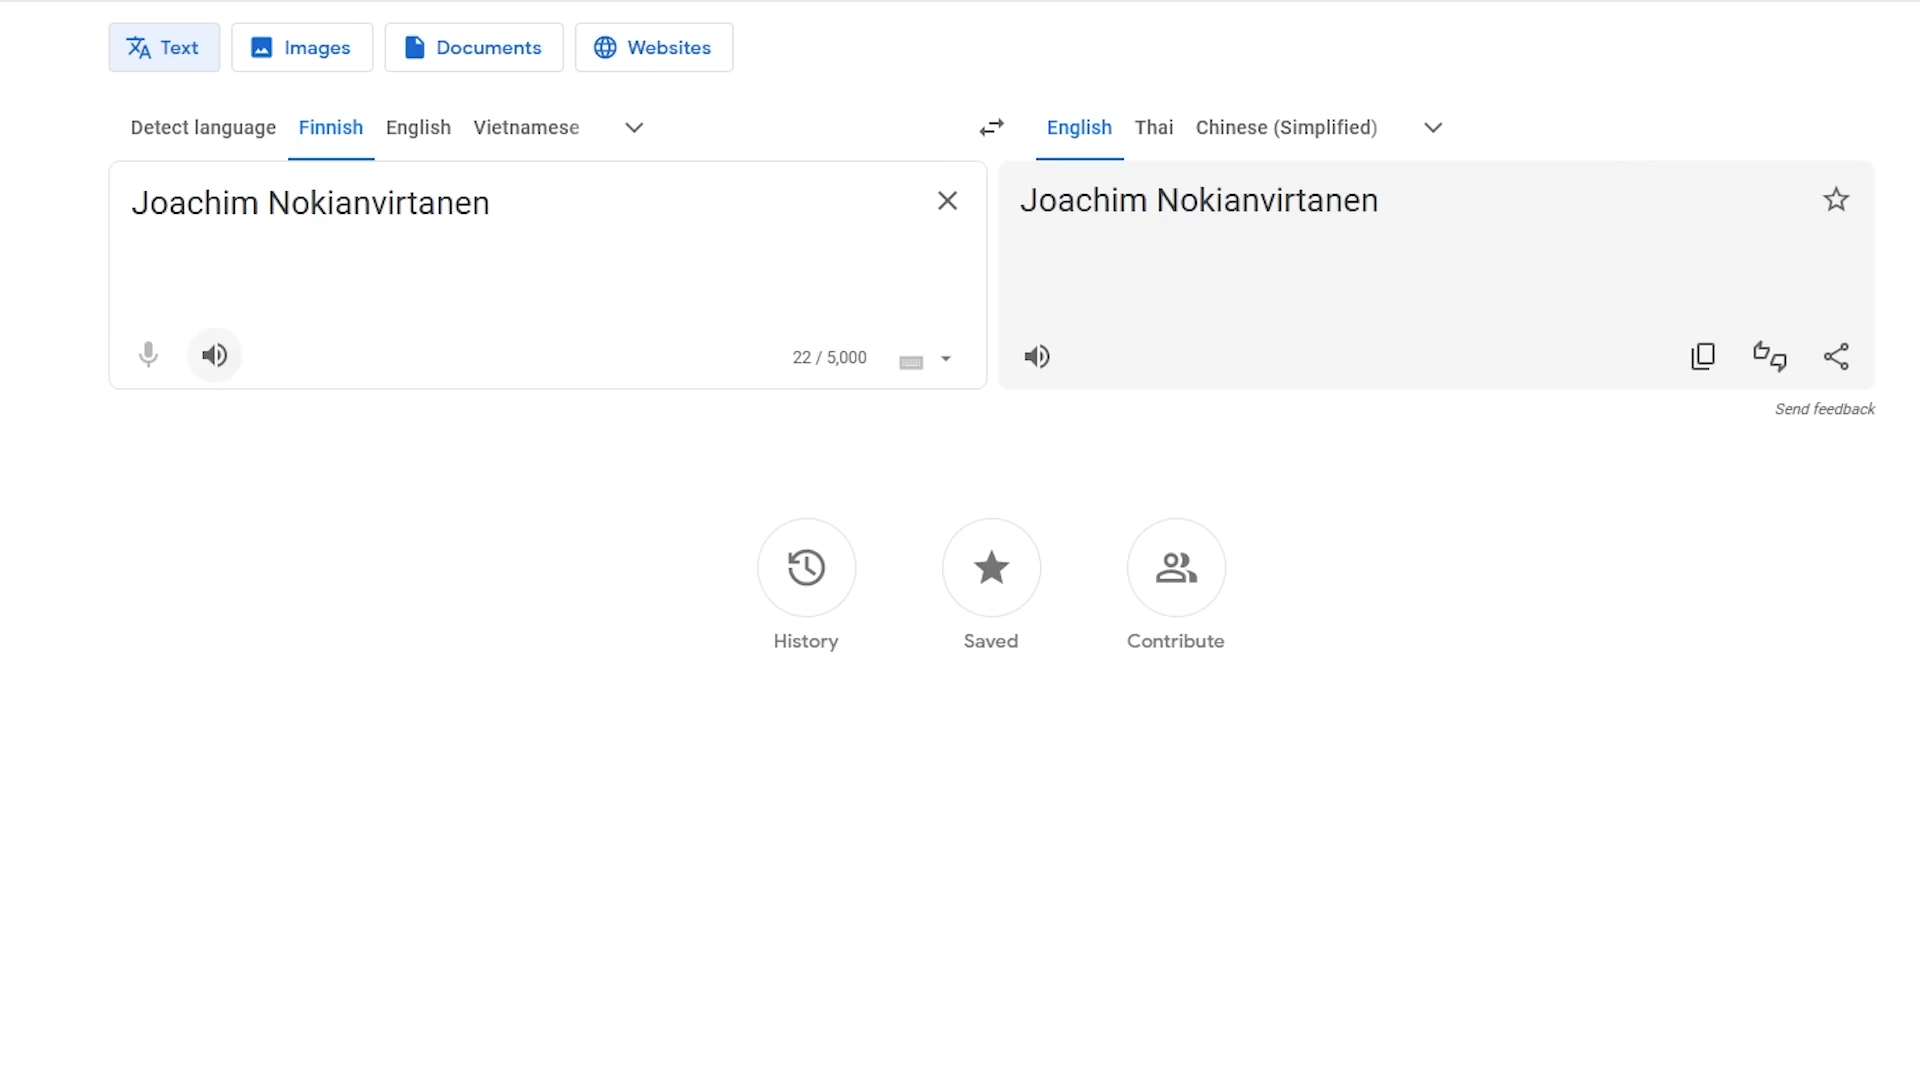 Text Images Documents Websites
Detect language Finnish English Vietnamese English Thai Chinese (Simplified)
Joachim Nokianvirtanen
Joachim Nokianvirtanen
22 / 5,000
Send feedback
History Saved Contribute